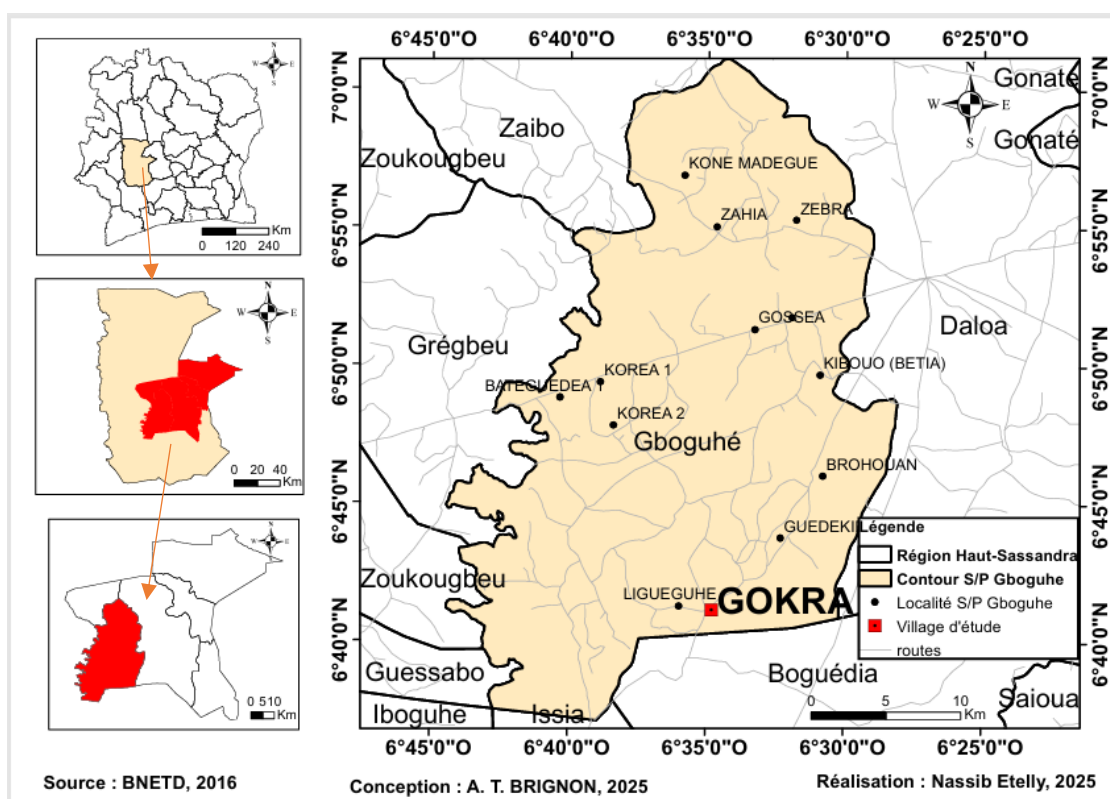 6°45'0"O 6°40'0"O 6°35'0"O 6°30'0"O 6°25'0"O
N
W E
S
Km
0 120 240
N
W E
S
0 20 40
Km
N
W E
S
0 510
Km
7°0'0"N
6°55'0"N
6°50'0"N
6°45'0"N
6°40'0"N
N
W E
S
Gonaté
Gonaté
Zaibo
Zoukougbeu
KONE MADEGUE
ZAHIA
ZEBRA
GOSSEA
Daloa
Grégbeu
KIBOUO (BETIA)
KOREA 1
BATEGUEDEA 1
KOREA 2
Gboguhé
BROHOUAN
GUEDEKI
Légende
Région Haut-Sassandra
Contour S/P Gboguhe
Localité S/P Gboguhe
Village d'étude
routes
Zoukougbeu
LIGUEGUHE
GOKRA
Guessabo
Boguédia
Saioua
Iboguhe
Issia
0 5 10
Km
7°0'0"N
6°55'0"N
6°50'0"N
6°45'0"N
6°40'0"N
6°45'0"O 6°40'0"O 6°35'0"O 6°30'0"O 6°25'0"O
Source : BNETD, 2016
Conception : A. T. BRIGNON, 2025
Réalisation : Nassib Etelly, 2025